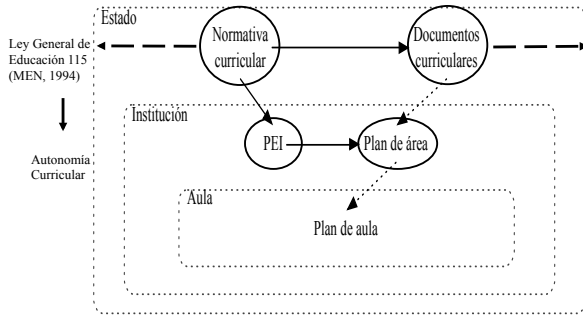 Estado
Ley General de
Educación 115
(MEN, 1994)
Autonomía
Curricular
Normativa
curricular
Documentos
curriculares
Institución
PEI
Plan de área
Aula
Plan de aula